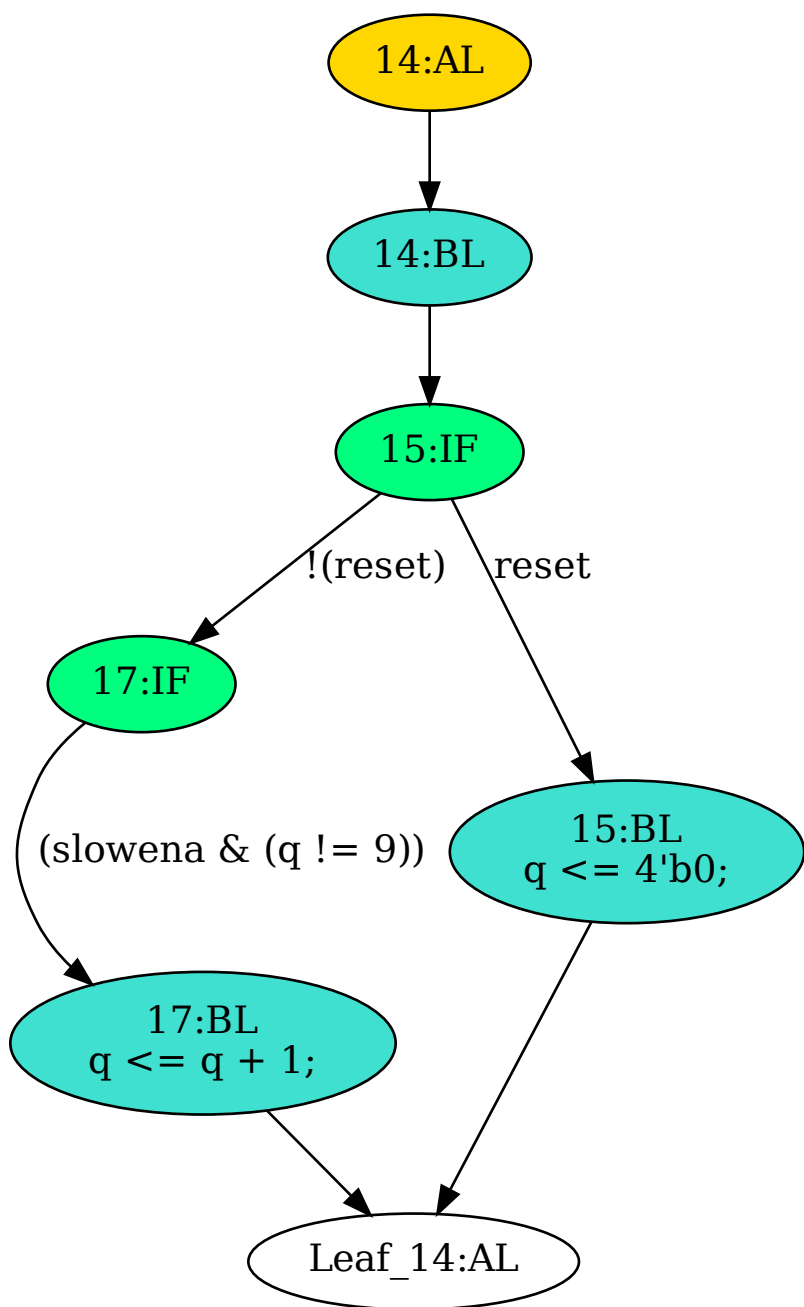 14:AL
14:BL
15:IF
!(reset)
reset
17:IF
(slowena & (q != 9))
15:BL
q <= 4'b0;
17:BL
q <= q + 1;
Leaf_14:AL